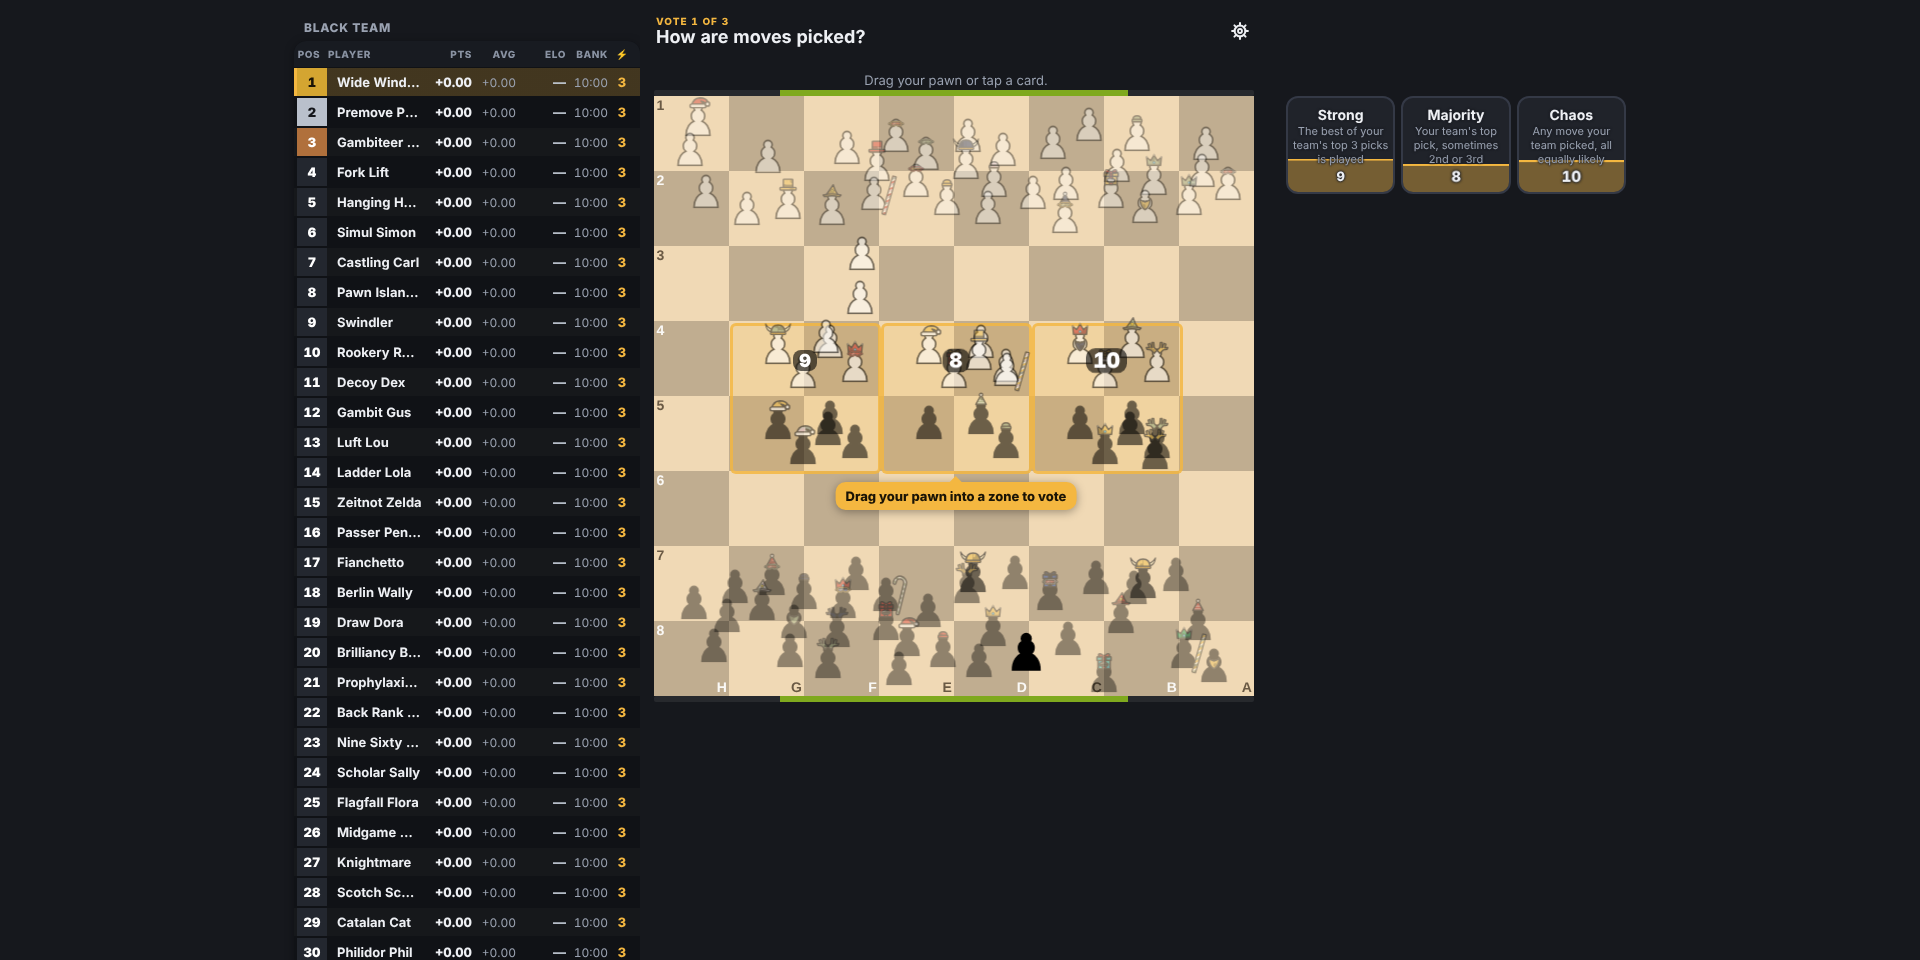 BLACK TEAM
POS PLAYER PTS AVG ELO BANK
1 Wide Wind... +0.00 +0.00 — 10:00 3
2 Premove P... +0.00 +0.00 — 10:00 3
3 Gambiteer ... +0.00 +0.00 — 10:00 3
4 Fork Lift +0.00 +0.00 — 10:00 3
5 Hanging H... +0.00 +0.00 — 10:00 3
6 Simul Simon +0.00 +0.00 — 10:00 3
7 Castling Carl +0.00 +0.00 — 10:00 3
8 Pawn Islan... +0.00 +0.00 — 10:00 3
9 Swindler +0.00 +0.00 — 10:00 3
10 Rookery R... +0.00 +0.00 — 10:00 3
11 Decoy Dex +0.00 +0.00 — 10:00 3
12 Gambit Gus +0.00 +0.00 — 10:00 3
13 Luft Lou +0.00 +0.00 — 10:00 3
14 Ladder Lola +0.00 +0.00 — 10:00 3
15 Zeitnot Zelda +0.00 +0.00 — 10:00 3
16 Passer Pen... +0.00 +0.00 — 10:00 3
17 Fianchetto +0.00 +0.00 — 10:00 3
18 Berlin Wally +0.00 +0.00 — 10:00 3
19 Draw Dora +0.00 +0.00 — 10:00 3
20 Brilliancy B... +0.00 +0.00 — 10:00 3
21 Prophylaxi... +0.00 +0.00 — 10:00 3
22 Back Rank ... +0.00 +0.00 — 10:00 3
23 Nine Sixty ... +0.00 +0.00 — 10:00 3
24 Scholar Sally +0.00 +0.00 — 10:00 3
25 Flagfall Flora +0.00 +0.00 — 10:00 3
26 Midgame ... +0.00 +0.00 — 10:00 3
27 Knightmare +0.00 +0.00 — 10:00 3
28 Scotch Sc... +0.00 +0.00 — 10:00 3
29 Catalan Cat +0.00 +0.00 — 10:00 3
30 Philidor Phil +0.00 +0.00 — 10:00 3
VOTE 1 OF 3
How are moves picked?
Drag your pawn or tap a card.
1
2
3
4
9 8 10
5
6
Drag your pawn into a zone to vote
7
8
H G F E D C B A
Strong
The best of your
team's top 3 picks
is played
9
Majority
Your team's top
pick, sometimes
2nd or 3rd
8
Chaos
Any move your
team picked, all
equally likely
10